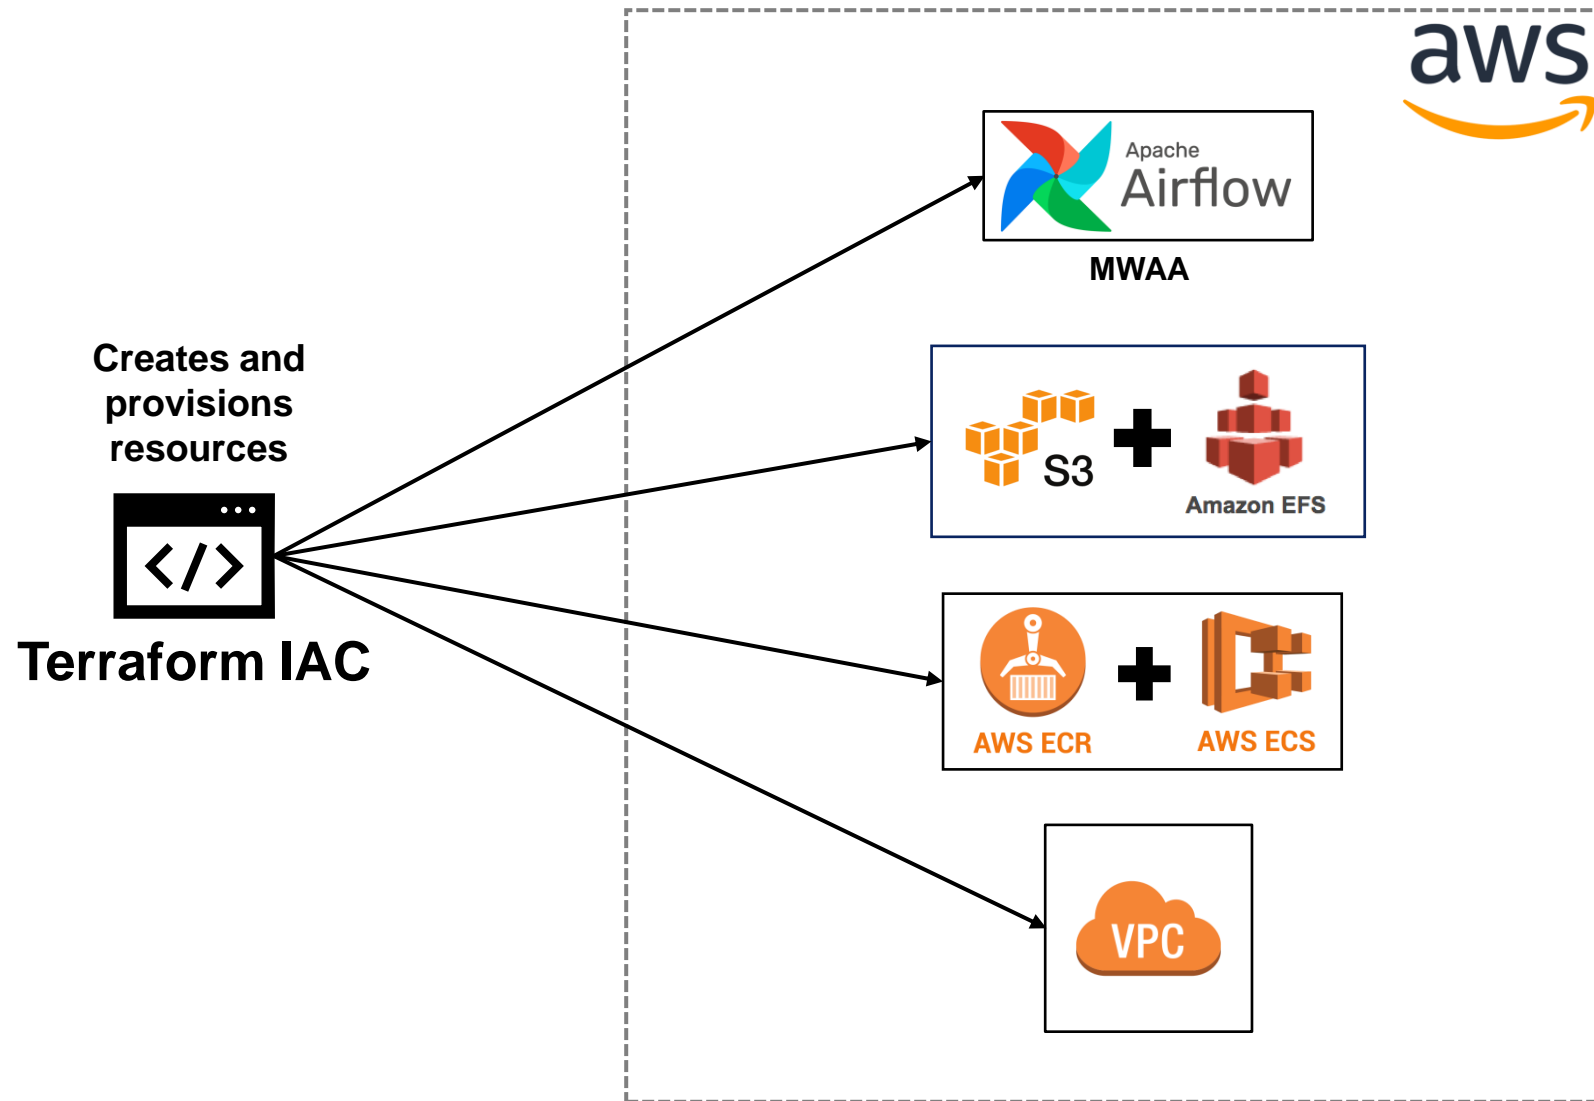 aws
Apache
Airflow
MWAA
Creates and
provisions
resources
</>
Terraform IAC
S3
Amazon EFS
AWS ECR
AWS ECS
VPC